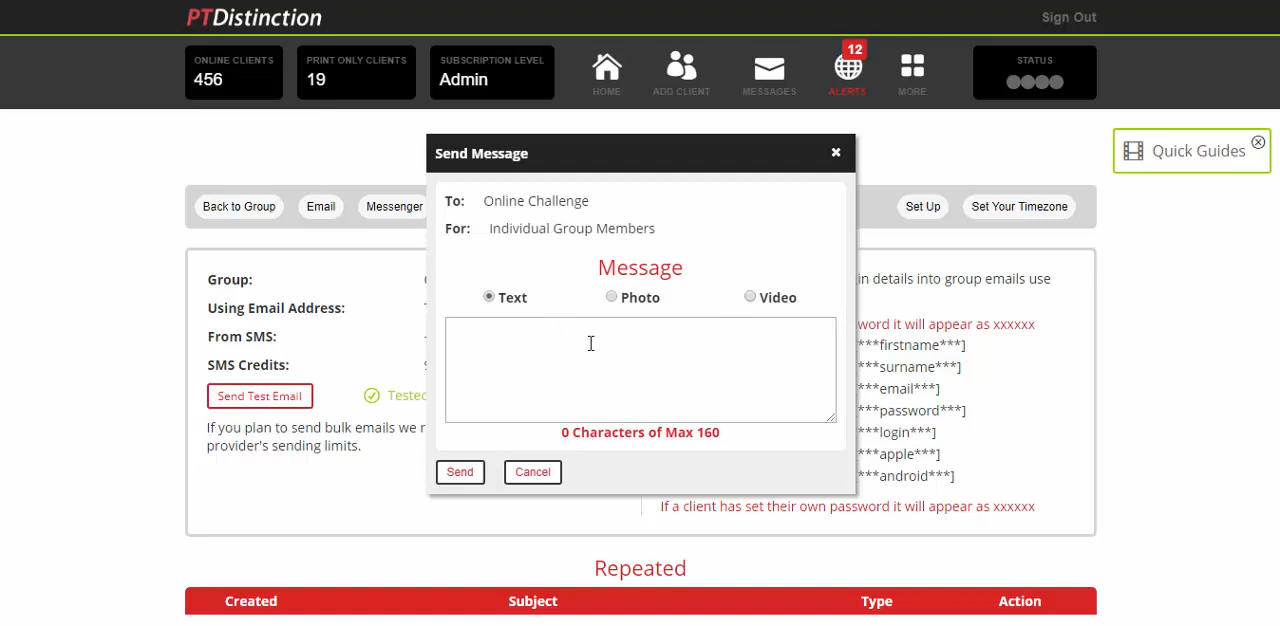 PTDistinction
Sign Out
ONLINE CLIENTS
456
PRINT ONLY CLIENTS
19
SUBSCRIPTION LEVEL
Admin
HOME
ADD CLIENT
MESSAGES
12
ALERTS
MORE
STATUS
Quick Guides
Back to Group
Email
Messenger
Set Up
Set Your Timezone
Send Message
To: Online Challenge
For: Individual Group Members
Message
Text
Photo
Video
0 Characters of Max 160
Send
Cancel
Group:
Using Email Address:
From SMS:
SMS Credits:
Send Test Email
Tested
If you plan to send bulk emails we r
provider's sending limits.
in details into group emails use
word it will appear as xxxxxx
***firstname***]
***surname***]
***email***]
***password***]
***login***]
***apple***]
***android***]
If a client has set their own password it will appear as xxxxxx
Repeated
Created
Subject
Type
Action